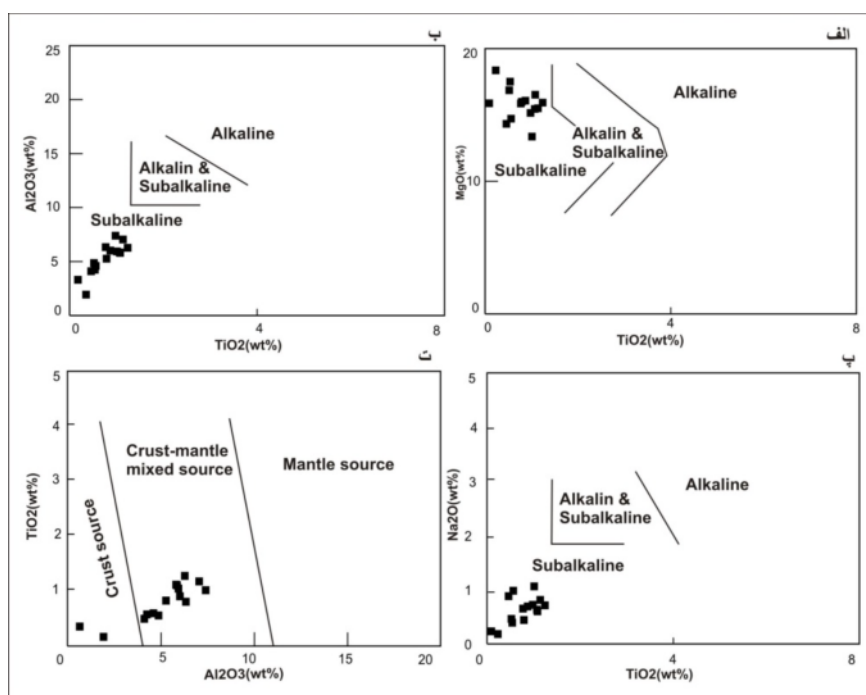 الف
MgO(wt%)
20
10
0
Alkaline
Alkalin &
Subalkaline
Subalkaline
0
4
8
TiO2(wt%)
ب
Al2O3(wt%)
25
20
15
10
5
0
Alkaline
Alkalin &
Subalkaline
Subalkaline
0
4
8
TiO2(wt%)
Na2O(wt%)
5
4
3
2
1
0
Alkaline
Alkalin &
Subalkaline
Subalkaline
0
4
8
TiO2(wt%)
TiO2(wt%)
5
4
3
2
1
0
Crust source
Crust-mantle
mixed source
Mantle source
5
10
15
20
Al2O3(wt%)